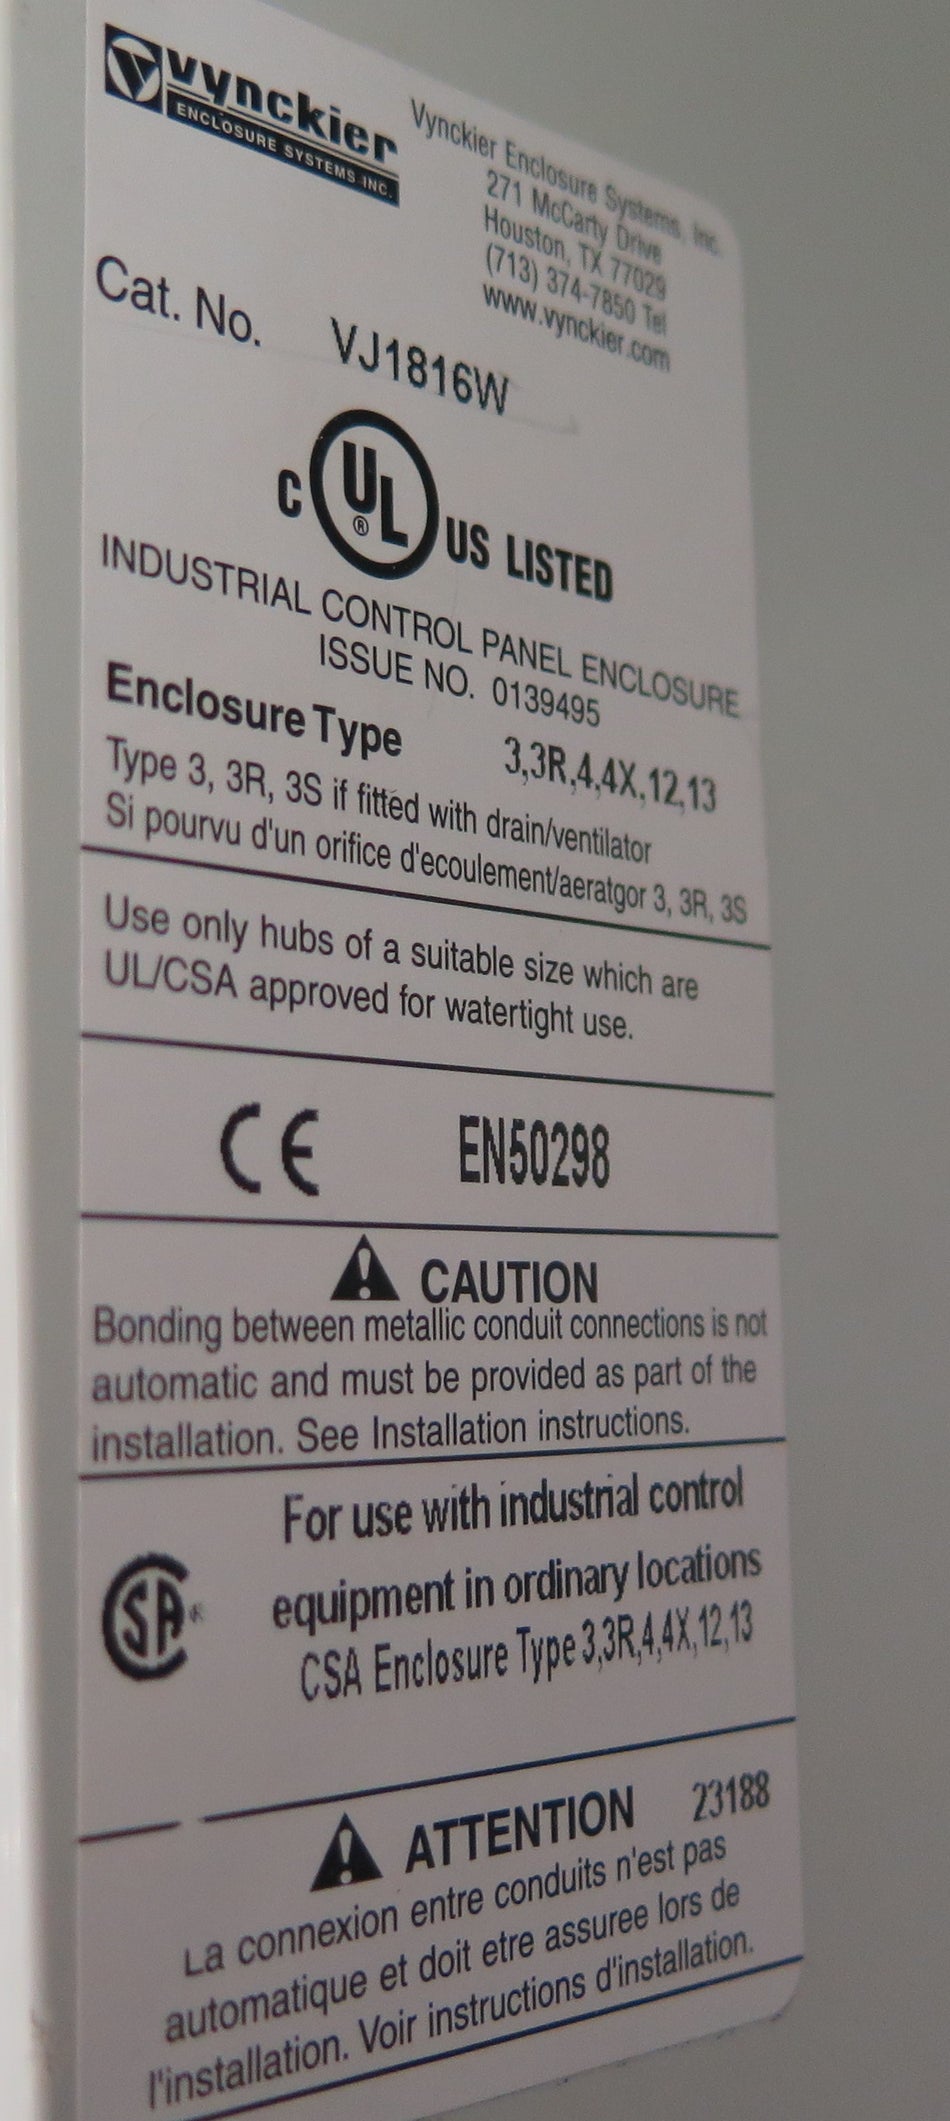 vynckier
ENCLOSURE SYSTEMS INC.
Vynckier Enclosure Systems, Inc.
271 McCarty Drive
Houston, TX 77029
(713) 374-7850 Tel
www.vynckier.com
Cat. No. VJ1816W
C UL® US LISTED
INDUSTRIAL CONTROL PANEL ENCLOSURE
ISSUE NO. 0139495
Enclosure Type 3,3R,4,4X,12,13
Type 3, 3R, 3S if fitted with drain/ventilator
Si pourvu d'un orifice d'ecoulement/aeratgor 3, 3R, 3S
Use only hubs of a suitable size which are
UL/CSA approved for watertight use.
CE EN50298
CAUTION
Bonding between metallic conduit connections is not
automatic and must be provided as part of the
installation. See Installation instructions.
For use with industrial control
equipment in ordinary locations
SA®
CSA Enclosure Type 3,3R,4,4X,12,13
ATTENTION 23188
La connexion entre conduits n'est pas
automatique et doit etre assuree lors de
l'installation. Voir instructions d'installation.